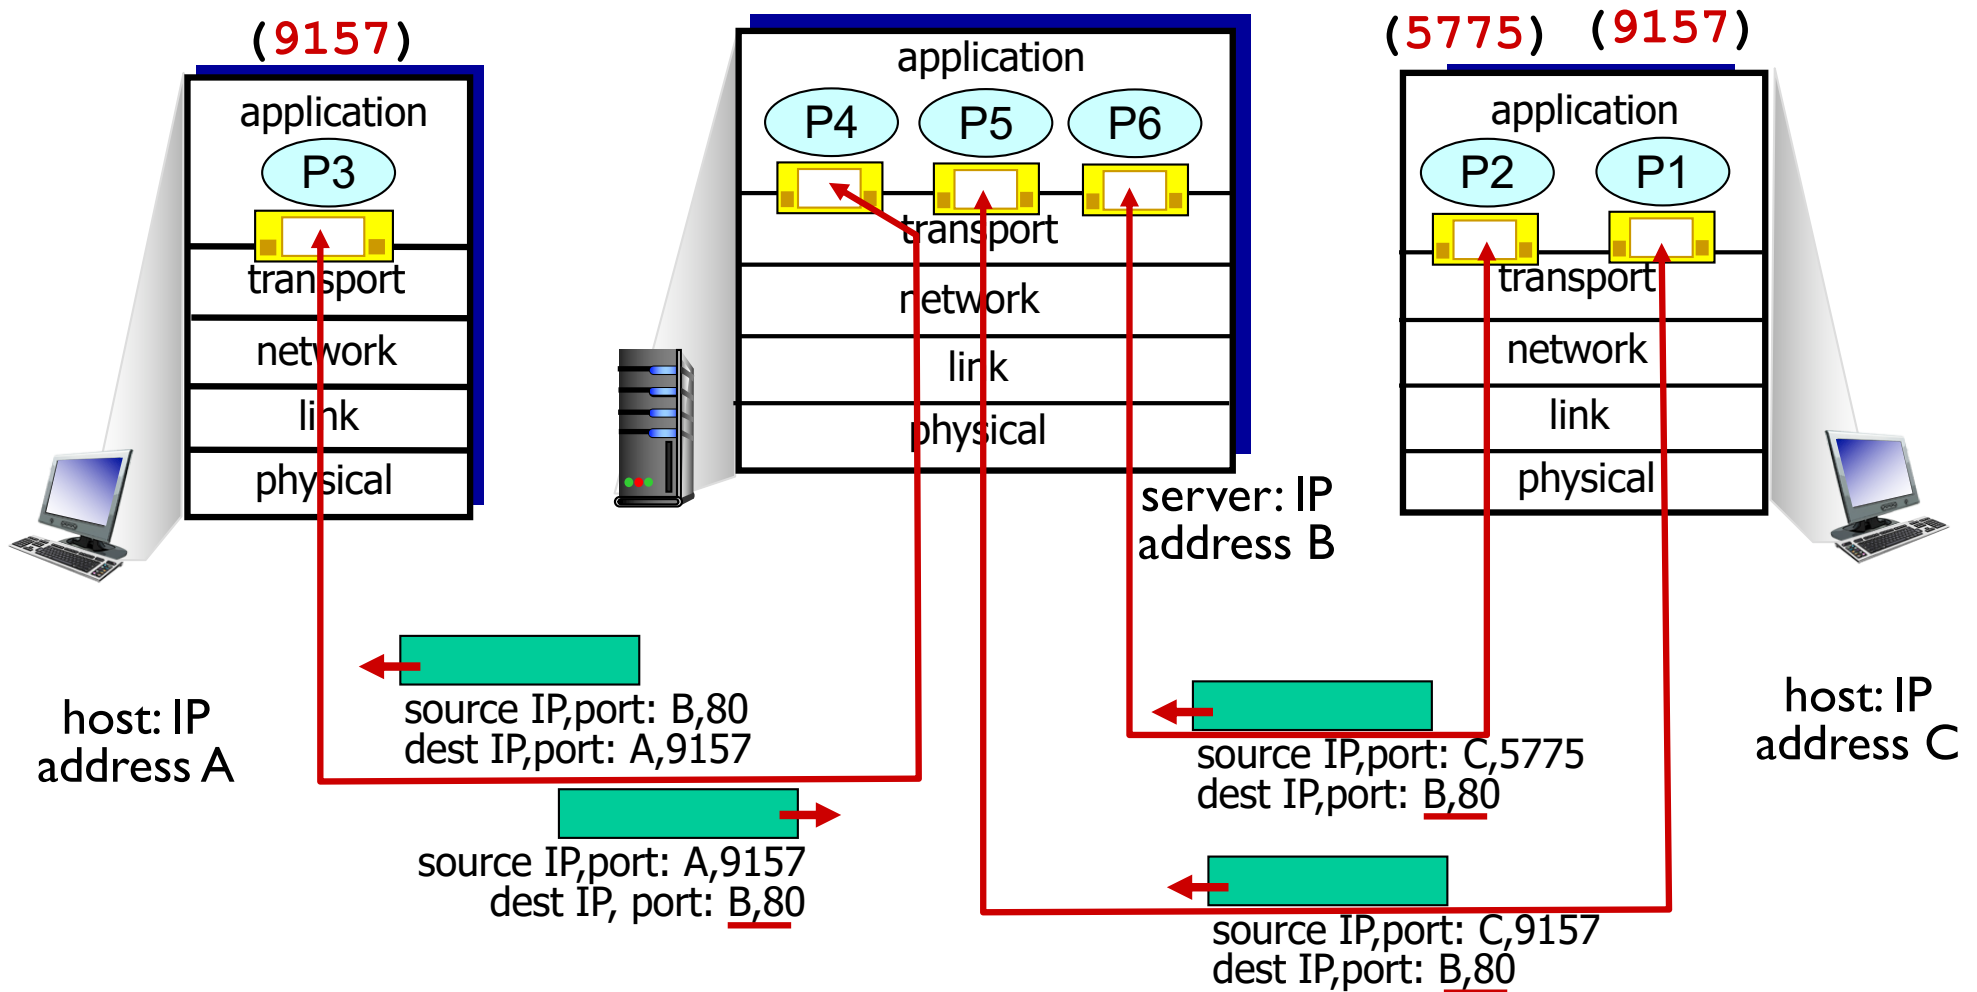 (9157)
application
P3
transport
network
link
physical
host: IP
address A
application
P4 P5 P6
transport
network
link
physical
server: IP
address B
(5775) (9157)
application
P2 P1
transport
network
link
physical
host: IP
address C
source IP,port: B,80
dest IP,port: A,9157
source IP,port: A,9157
dest IP, port: B,80
source IP,port: C,5775
dest IP,port: B,80
source IP,port: C,9157
dest IP,port: B,80